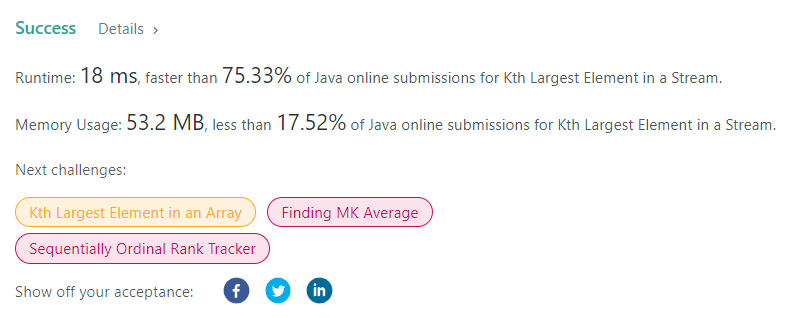 Success Details >
Runtime: 18 ms, faster than 75.33% of Java online submissions for Kth Largest Element in a Stream.
Memory Usage: 53.2 MB, less than 17.52% of Java online submissions for Kth Largest Element in a Stream.
Next challenges:
Kth Largest Element in an Array Finding MK Average
Sequentially Ordinal Rank Tracker
Show off your acceptance: f in